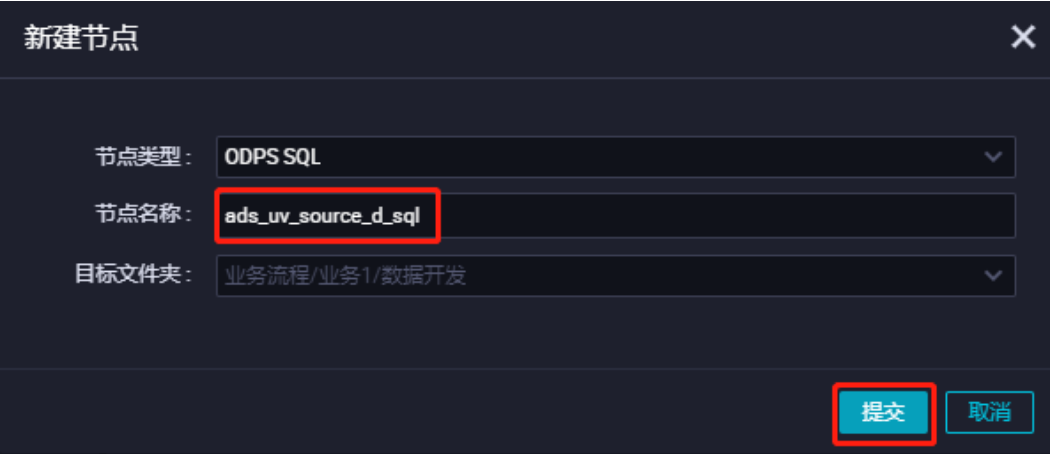 新建节点
节点类型: ODPS SQL
节点名称: ads_uv_source_d_sql
目标文件夹: 业务流程/业务1/数据开发
提交 取消